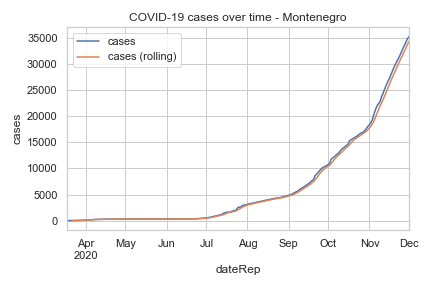 COVID-19 cases over time - Montenegro
cases
cases (rolling)
35000
30000
25000
20000
15000
10000
5000
0
cases
Apr May Jun Jul Aug Sep Oct Nov Dec
2020
dateRep